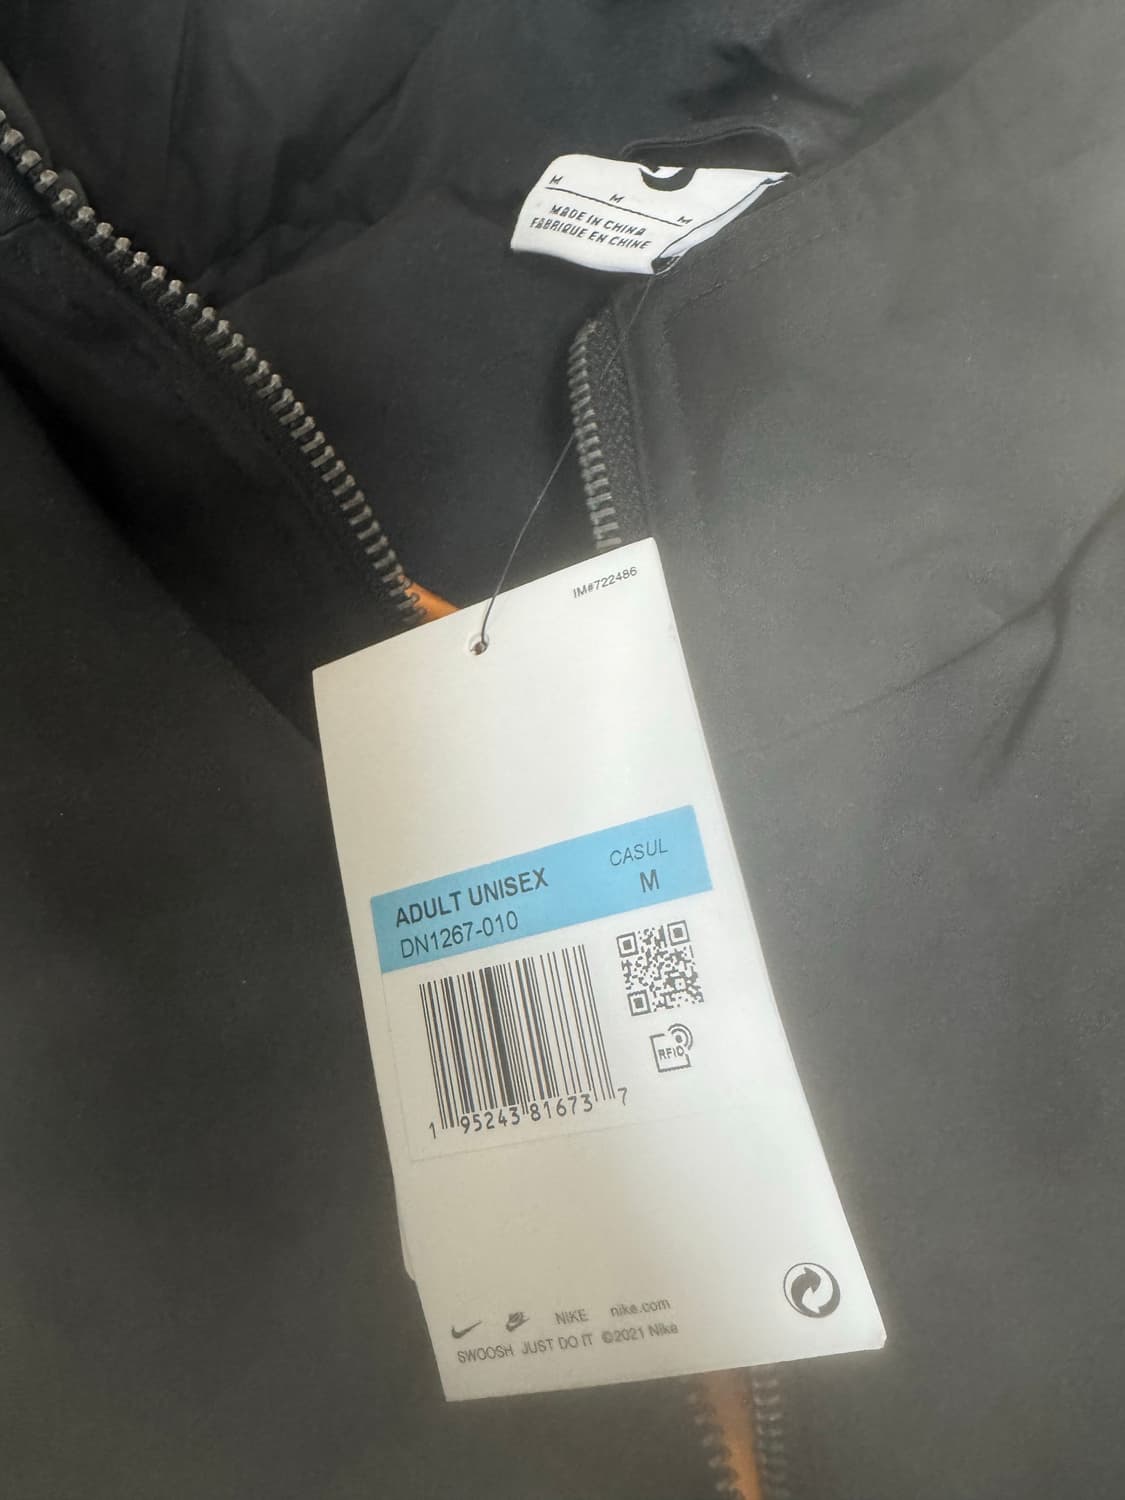 M M M
MADE IN CHINA
FABRIQUE EN CHINE
IM#722486
ADULT UNISEX CASUL
DN1267-010 M
RFID
1 95243 81673 7
NIKE nike.com
SWOOSH JUST DO IT ©2021 Nike